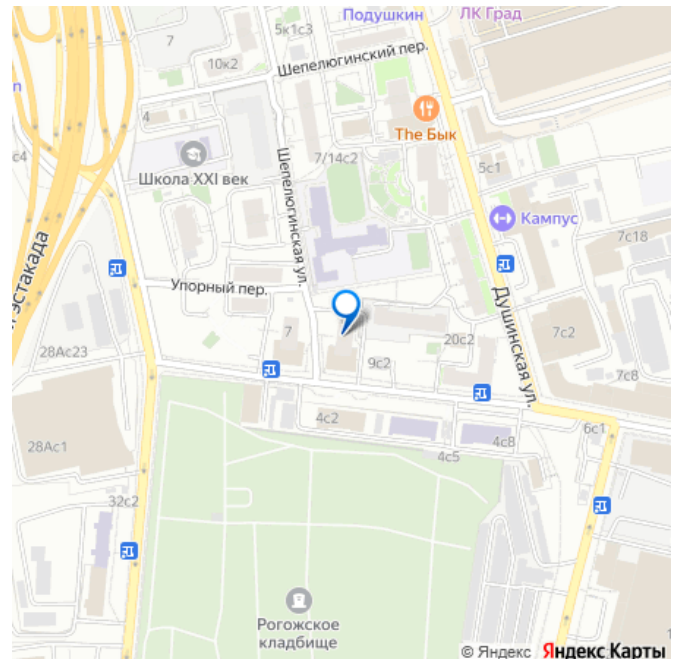 Подушкин
ЛК Град
5к1с3
7
Шепелюгинский пер.
10к2
4
The Бык
с4
7/14с2
5с1
Школа XXI век
Шепелюгинская ул.
Кампус
7с18
эстакада
Упорный пер.
Душинская ул.
7
20с2
7с2
28Ас23
9с2
7с8
4с2
6с1
28Ас1
4с8
4с5
32с2
Рогожское
кладбище
© Яндекс Яндекс Карты